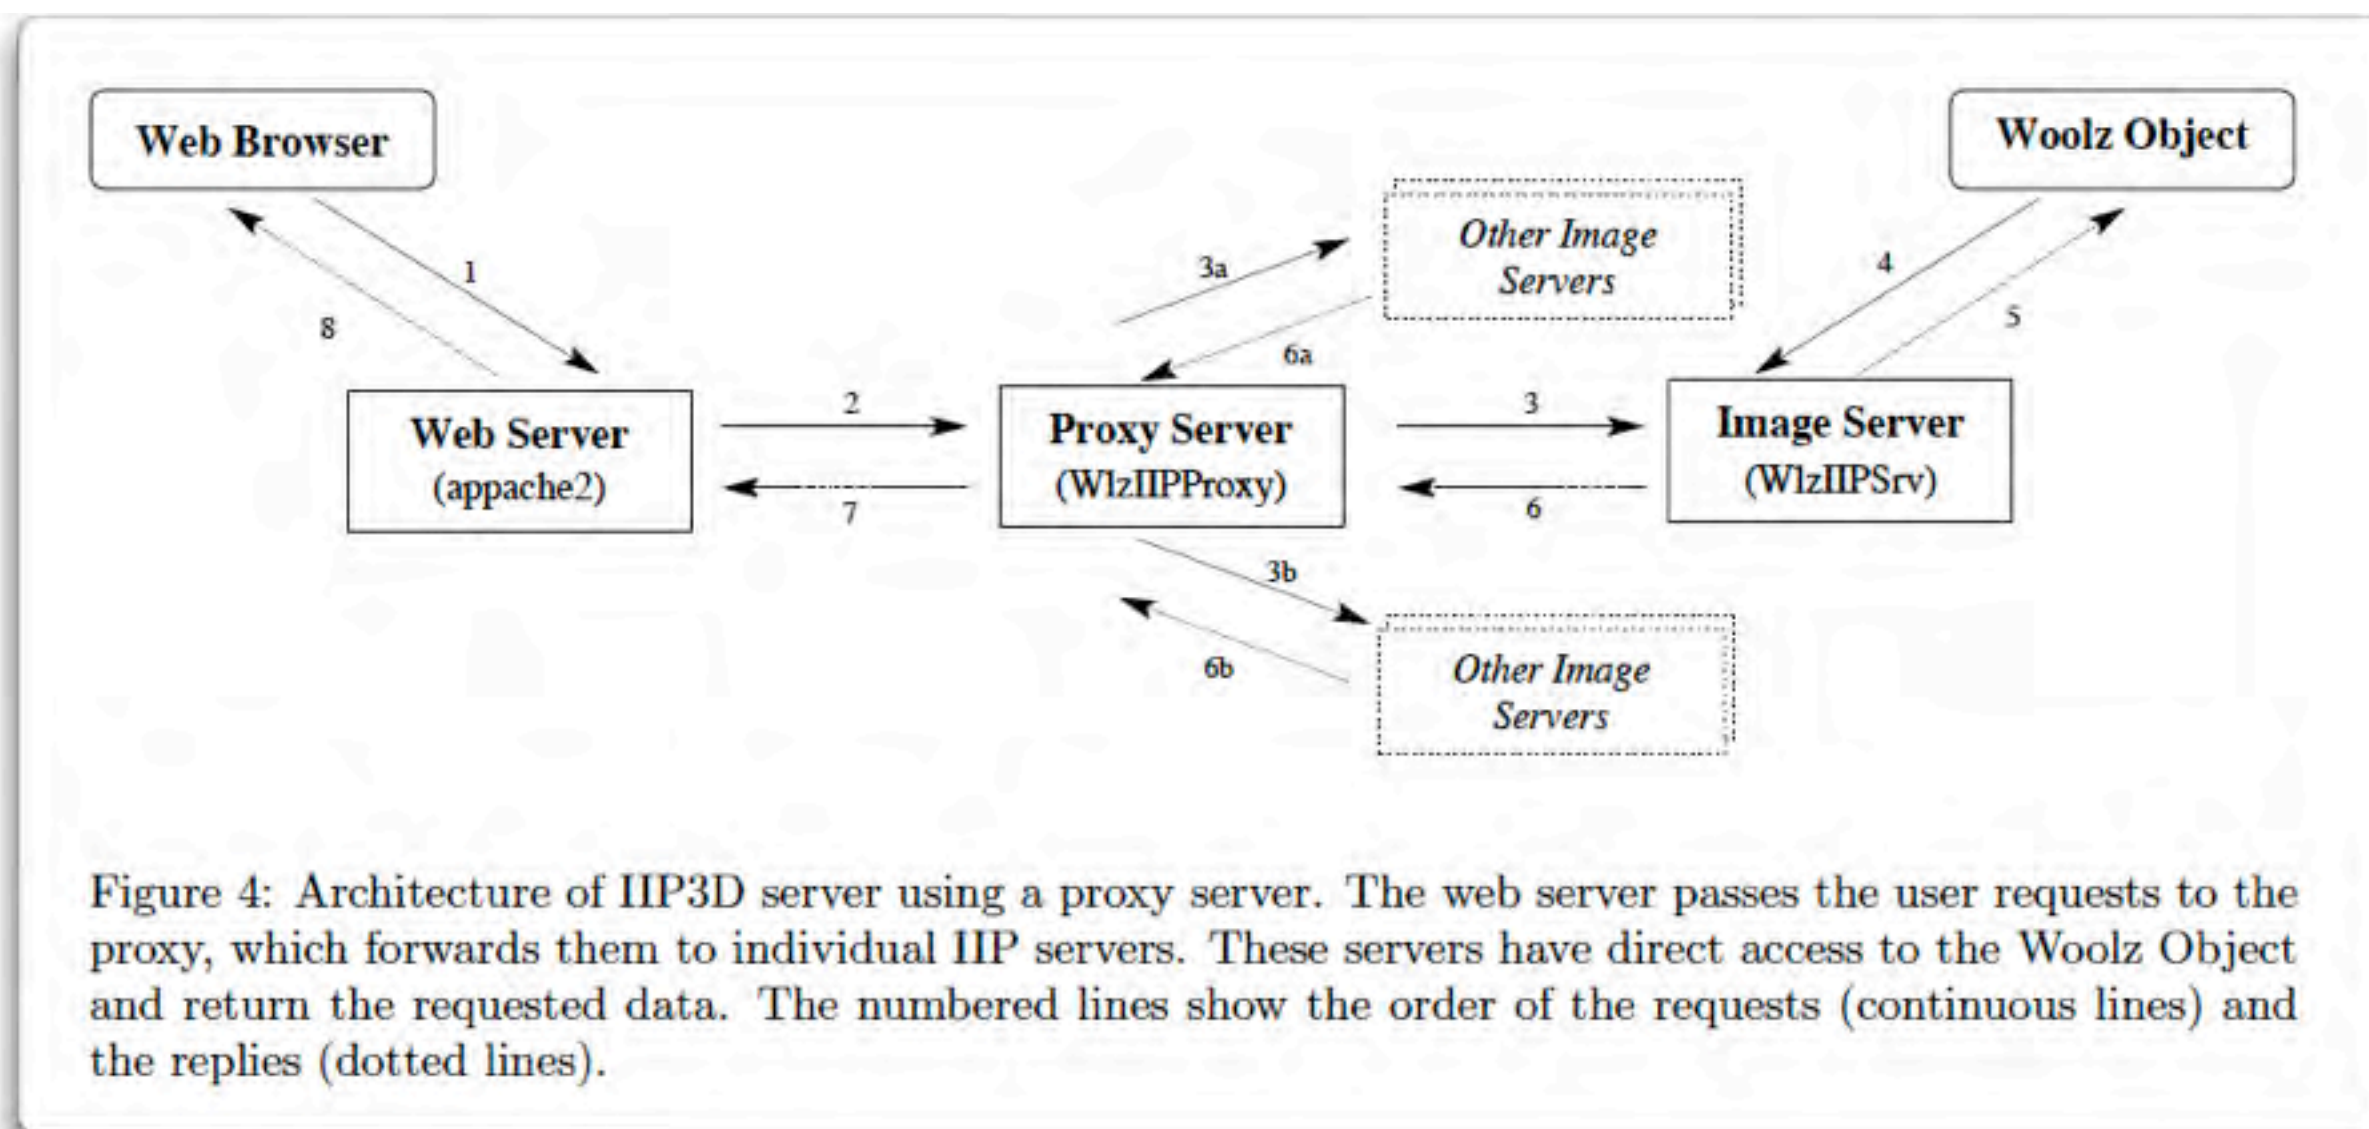 Web Browser
Woolz Object
Other Image
Servers
3a
1
4
5
8
6a
2
3
Web Server
(appache2)
Proxy Server
(WlzIIPProxy)
Image Server
(WlzIIPSrv)
7
6
3b
6b
Other Image
Servers
Figure 4: Architecture of IIP3D server using a proxy server. The web server passes the user requests to the
proxy, which forwards them to individual IIP servers. These servers have direct access to the Woolz Object
and return the requested data. The numbered lines show the order of the requests (continuous lines) and
the replies (dotted lines).